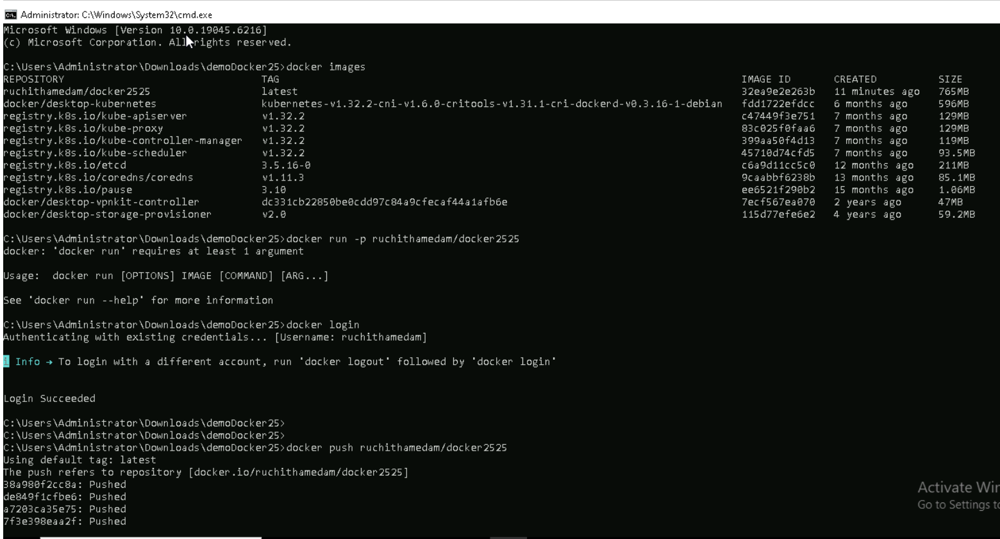 Administrator: C:\Windows\System32\cmd.exe
Microsoft Windows [Version 10.0.19045.6216]
(c) Microsoft Corporation. All rights reserved.
C:\Users\Administrator\Downloads\demoDocker25>docker images
REPOSITORY TAG IMAGE ID CREATED SIZE
ruchithamedam/docker2525 latest 32ea9e2e263b 11 minutes ago 765MB
docker/desktop-kubernetes kubernetes-v1.32.2-cni-v1.6.0-critools-v1.31.1-cri-dockerd-v0.3.16-1-debian fdd1722efdcc 6 months ago 596MB
registry.k8s.io/kube-apiserver v1.32.2 c47449f3e751 7 months ago 129MB
registry.k8s.io/kube-proxy v1.32.2 83c025f0faa6 7 months ago 129MB
registry.k8s.io/kube-controller-manager v1.32.2 399aa50f4d13 7 months ago 119MB
registry.k8s.io/kube-scheduler v1.32.2 45710d74cfd5 7 months ago 93.5MB
registry.k8s.io/etcd 3.5.16-0 c6a9d11cc5c0 12 months ago 211MB
registry.k8s.io/coredns/coredns v1.11.3 9caabbf6238b 13 months ago 85.1MB
registry.k8s.io/pause 3.10 ee6521f290b2 15 months ago 1.06MB
docker/desktop-vpnkit-controller dc331cb22850be0cdd97c84a9cfecaf44a1afb6e 7ecf567ea070 2 years ago 47MB
docker/desktop-storage-provisioner v2.0 115d77efe6e2 4 years ago 59.2MB
C:\Users\Administrator\Downloads\demoDocker25>docker run -p ruchithamedam/docker2525
docker: 'docker run' requires at least 1 argument
Usage:  docker run [OPTIONS] IMAGE [COMMAND] [ARG...]
See 'docker run --help' for more information
C:\Users\Administrator\Downloads\demoDocker25>docker login
Authenticating with existing credentials... [Username: ruchithamedam]
i Info → To login with a different account, run 'docker logout' followed by 'docker login'
Login Succeeded
C:\Users\Administrator\Downloads\demoDocker25>
C:\Users\Administrator\Downloads\demoDocker25>
C:\Users\Administrator\Downloads\demoDocker25>docker push ruchithamedam/docker2525
Using default tag: latest
The push refers to repository [docker.io/ruchithamedam/docker2525]
38a980f2cc8a: Pushed
de849f1cfbe6: Pushed
a7203ca35e75: Pushed
7f3e398eaa2f: Pushed
Activate Win
Go to Settings to